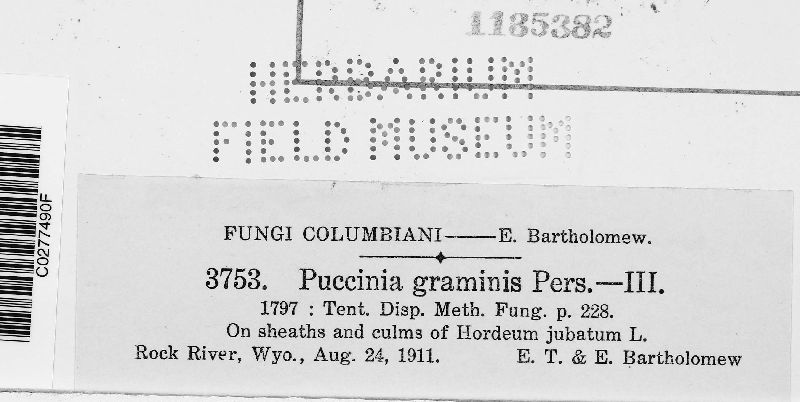 1185382
HERBARIUM
FIELD MUSEUM
C0277490F
FUNGI COLUMBIANI——E. Bartholomew.
3753. Puccinia graminis Pers.—III.
1797 : Tent. Disp. Meth. Fung. p. 228.
On sheaths and culms of Hordeum jubatum L.
Rock River, Wyo., Aug. 24, 1911. E. T. & E. Bartholomew